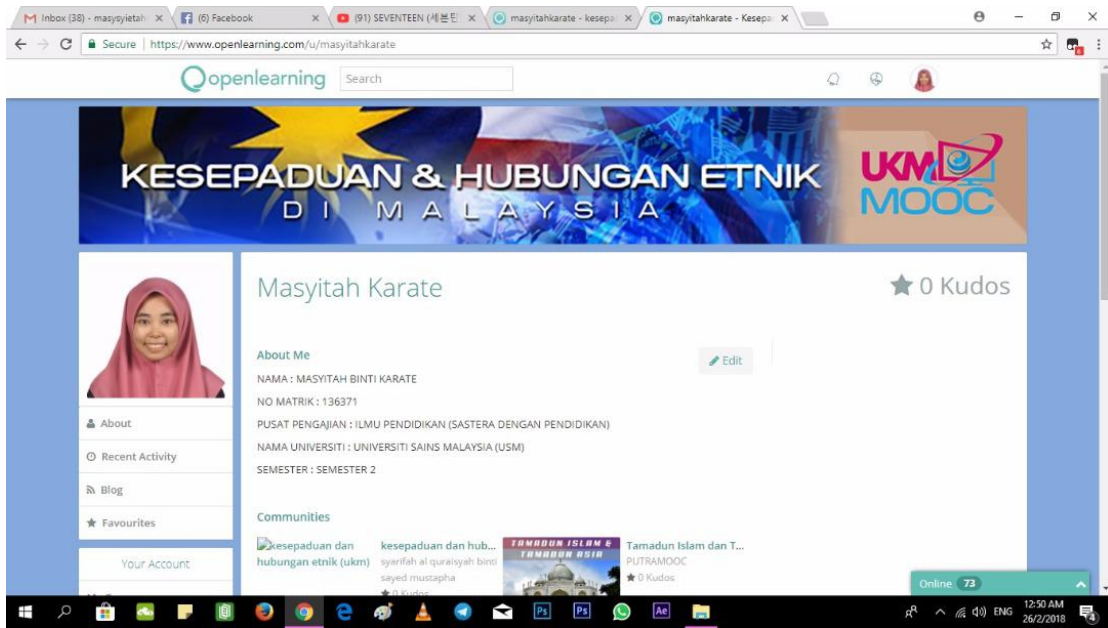 Inbox (38) - masysyietah
(6) Facebook
(91) SEVENTEEN (세븐틴
masyitahkarate - kesepa
masyitahkarate - Kesepa
Secure | https://www.openlearning.com/u/masyitahkarate
openlearning
Search
KESEPADUAN & HUBUNGAN ETNIK
DI MALAYSIA
UKM
MOOC
Masyitah Karate
0 Kudos
About Me
Edit
NAMA : MASYITAH BINTI KARATE
NO MATRIK : 136371
PUSAT PENGAJIAN : ILMU PENDIDIKAN (SASTERA DENGAN PENDIDIKAN)
NAMA UNIVERSITI : UNIVERSITI SAINS MALAYSIA (USM)
SEMESTER : SEMESTER 2
About
Recent Activity
Blog
Favourites
Your Account
Communities
kesepaduan dan
hubungan etnik (ukm)
kesepaduan dan hub...
syarifah al quraisyah binti
sayed mustapha
0 Kudos
TAMADUN ISLAM &
TAMADUN ASIA
Tamadun Islam dan T...
PUTRAMOOC
0 Kudos
Online 73
Ps
Ps
Ae
ENG
12:50 AM
26/2/2018